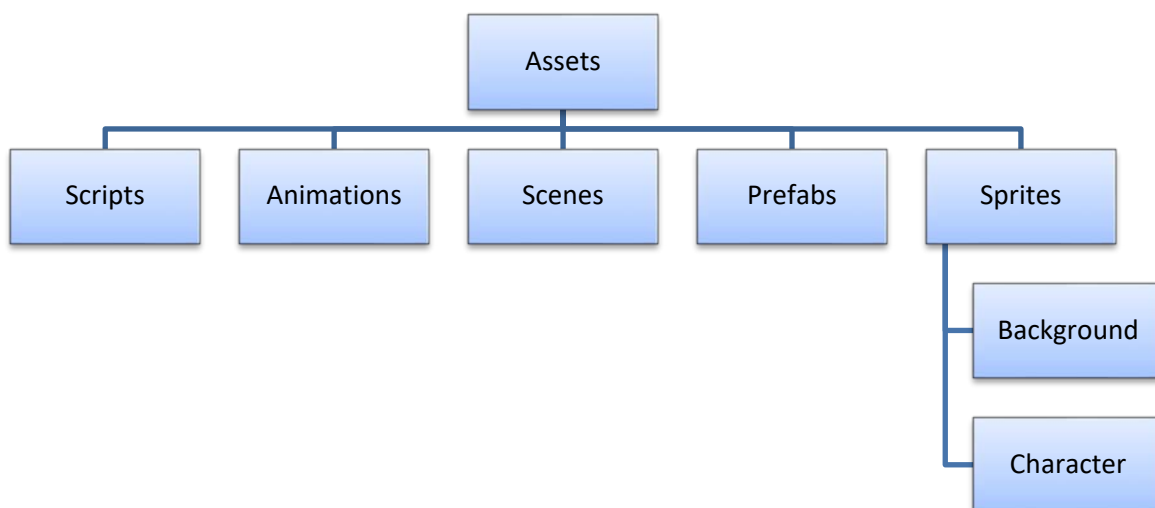 Assets
Scripts
Animations
Scenes
Prefabs
Sprites
Background
Character